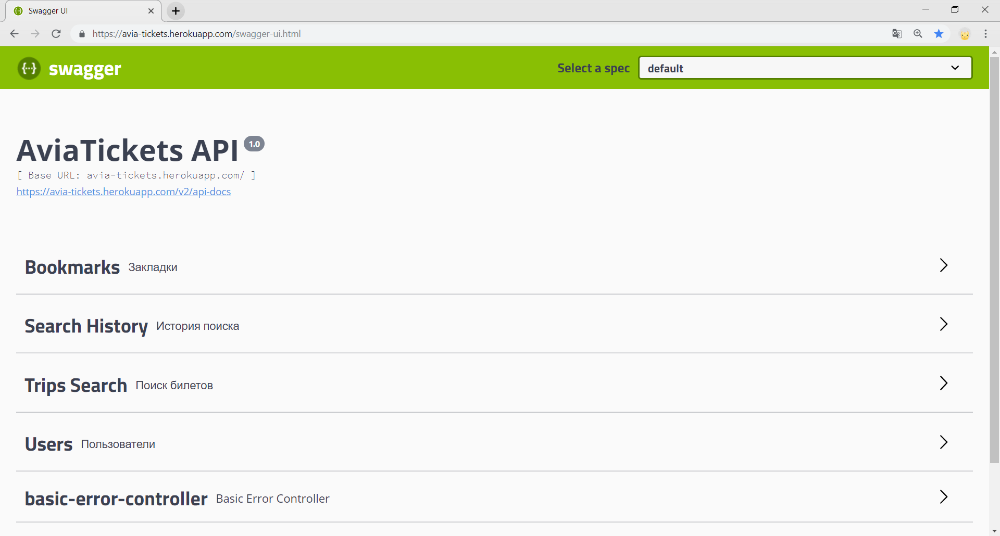 Swagger UI
https://avia-tickets.herokuapp.com/swagger-ui.html
{···} swagger
Select a spec
default
AviaTickets API 1.0
[ Base URL: avia-tickets.herokuapp.com/ ]
https://avia-tickets.herokuapp.com/v2/api-docs
Bookmarks Закладки
Search History История поиска
Trips Search Поиск билетов
Users Пользователи
basic-error-controller Basic Error Controller